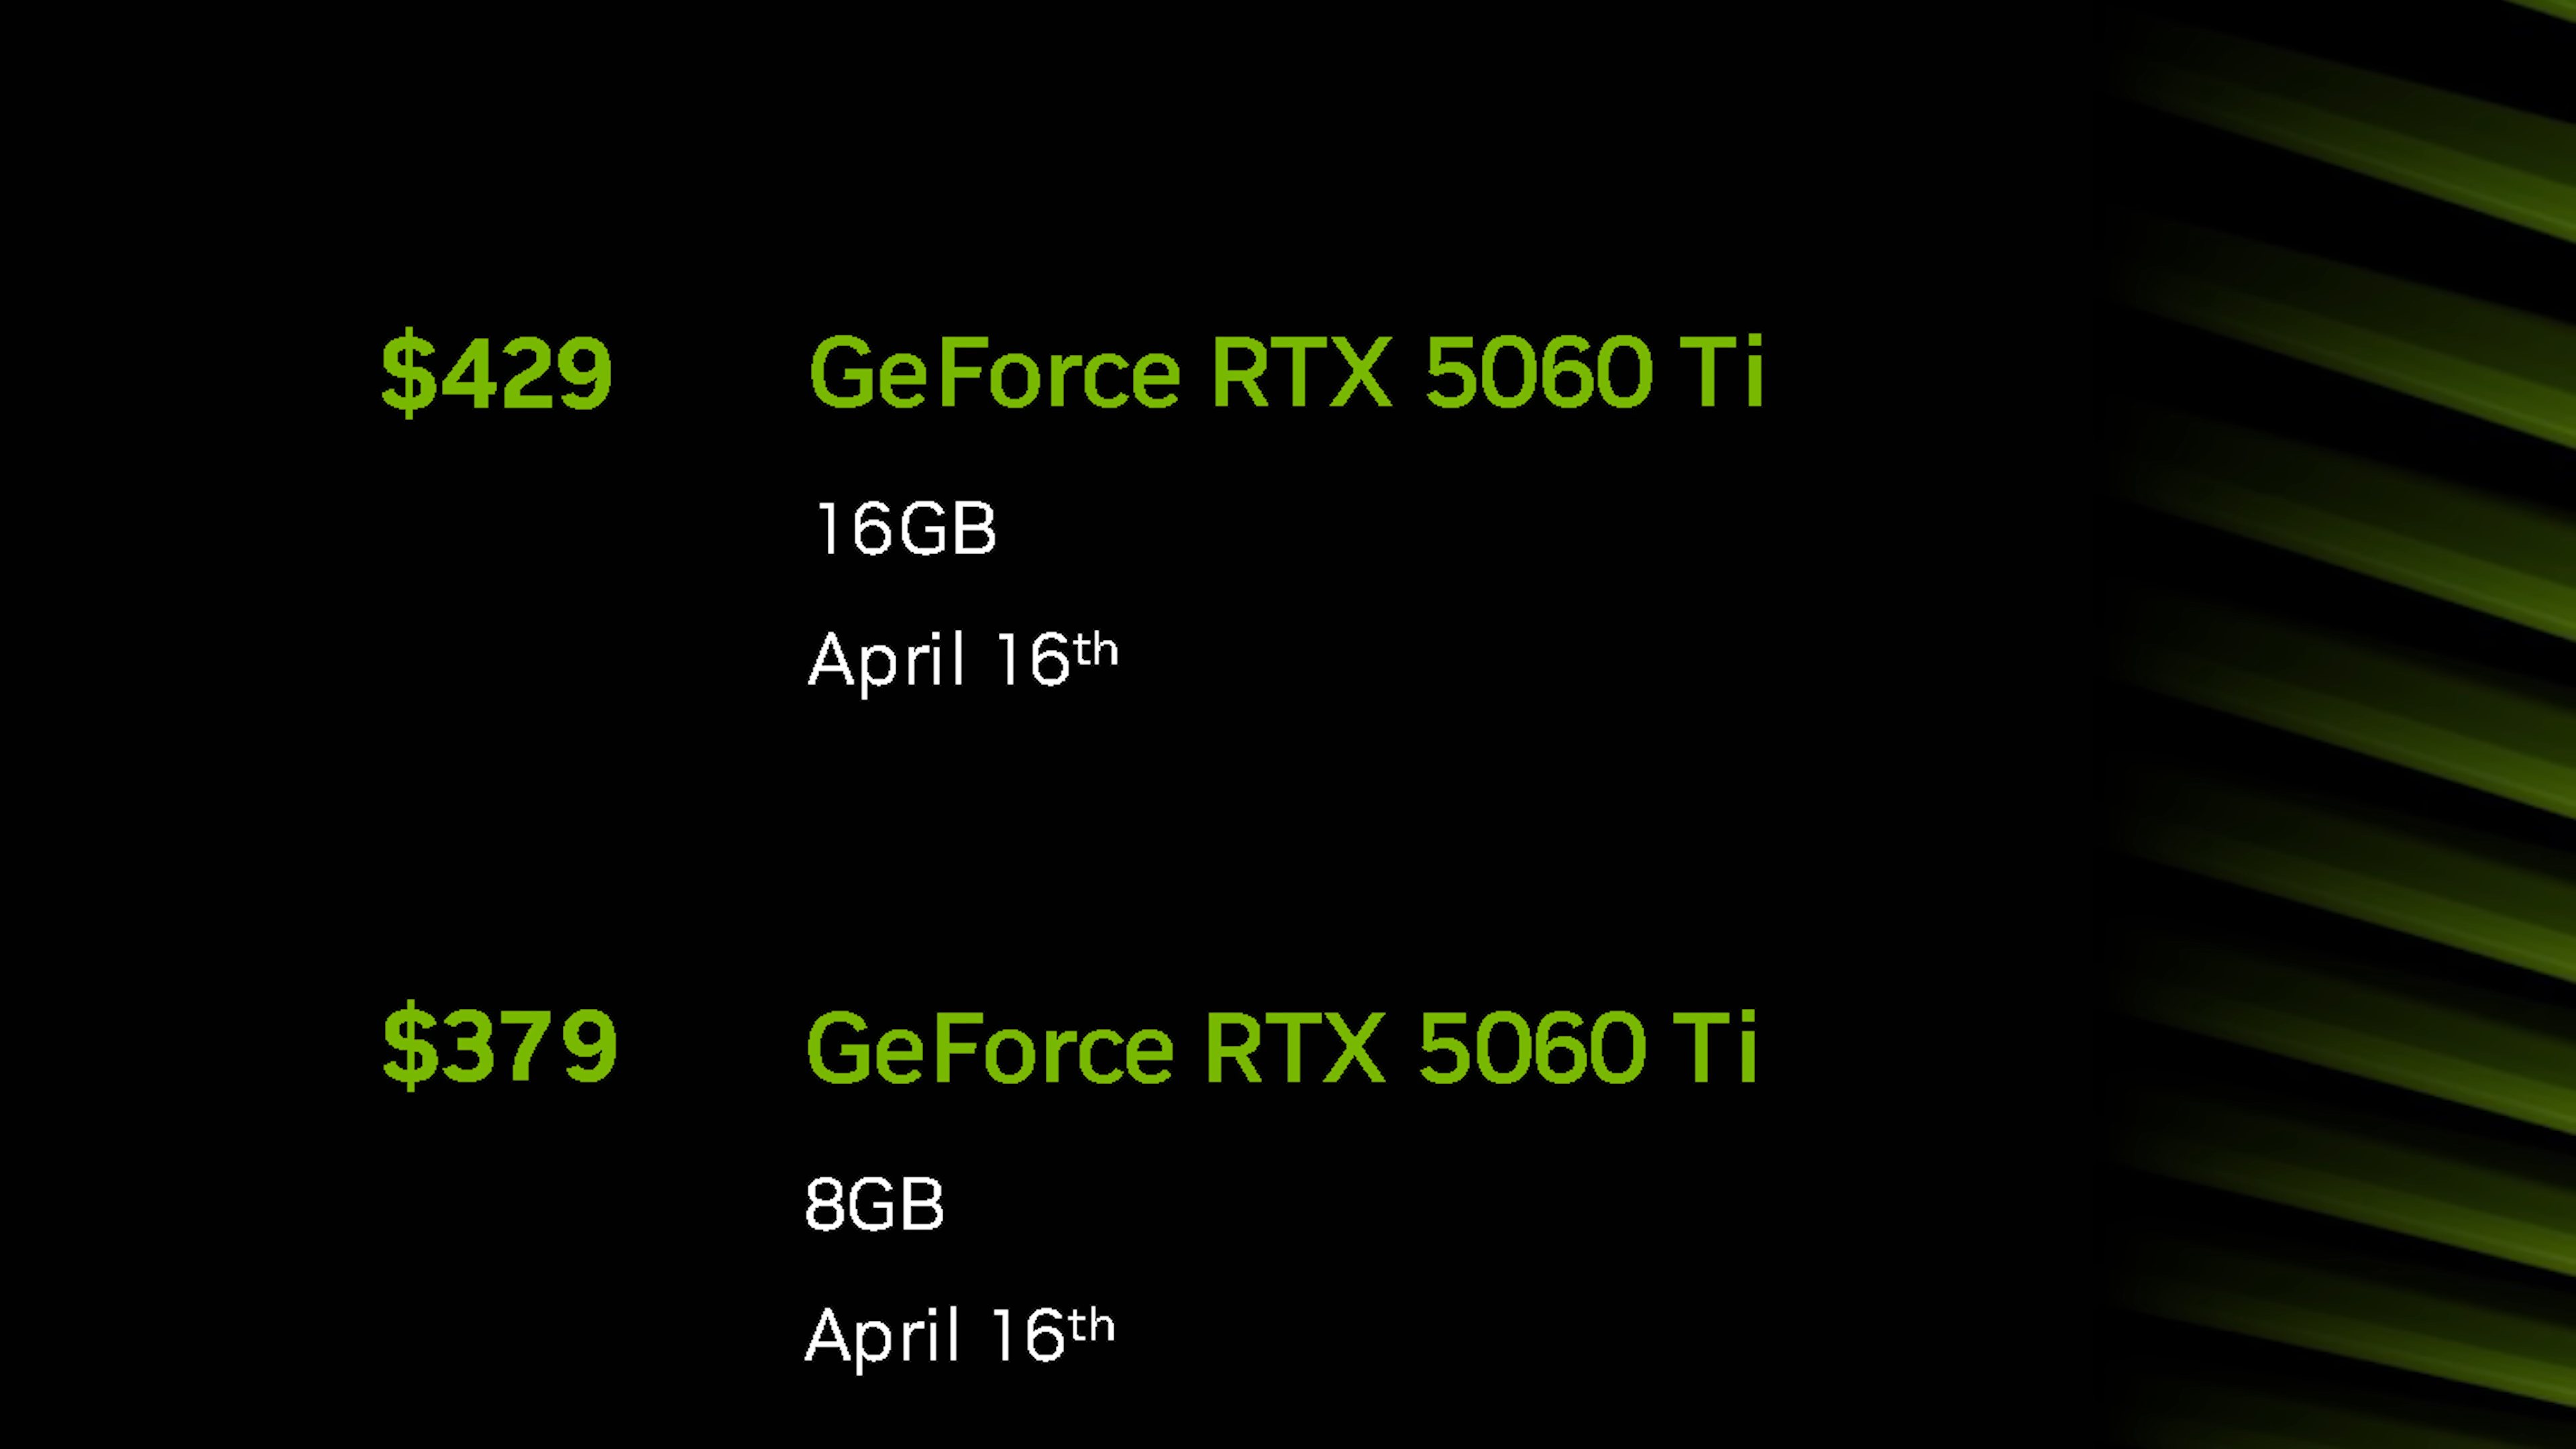 $429 GeForce RTX 5060 Ti
16GB
April 16th
$379 GeForce RTX 5060 Ti
8GB
April 16th